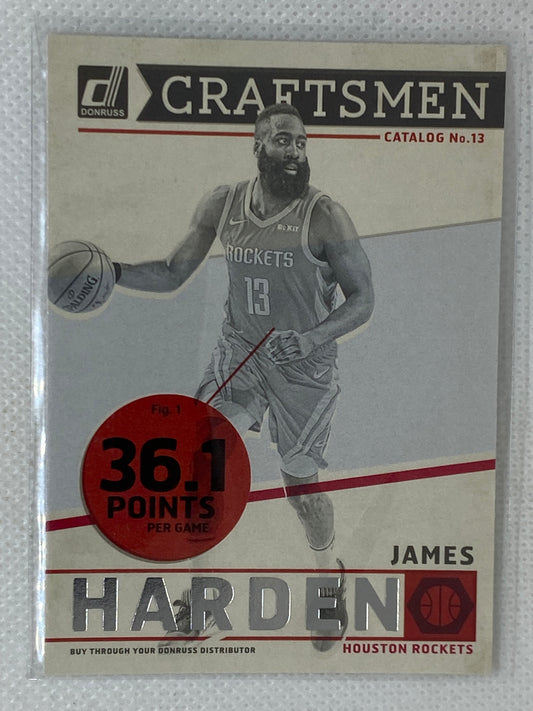 DONRUSS
CRAFTSMEN
CATALOG No.13
ROCKETS
13
SPALDING
Fig. 1
36.1
POINTS
PER GAME
JAMES
HARDEN
BUY THROUGH YOUR DONRUSS DISTRIBUTOR
HOUSTON ROCKETS